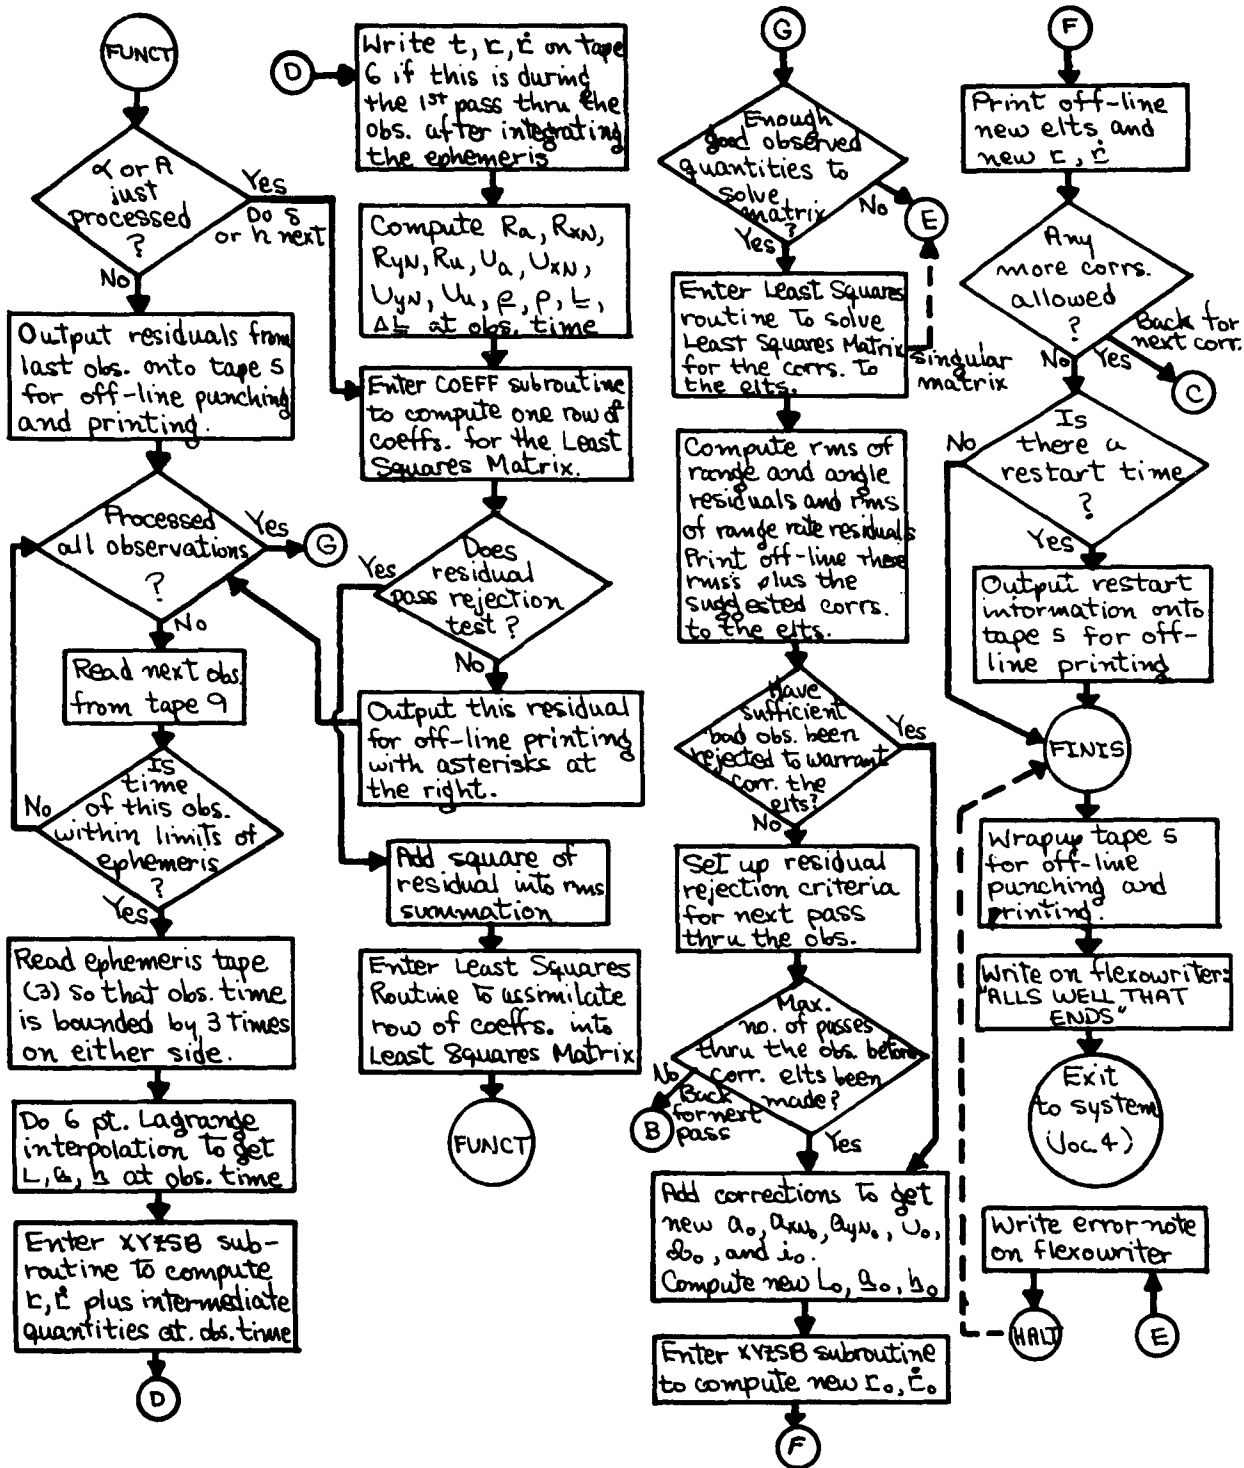 FUNCT
α or A
just
processed
?
Yes
Do δ
or h next
No
Output residuals from
last obs. onto tape 5
for off-line punching
and printing.
Processed
all observations
?
Yes
G
No
Read next obs.
from tape 9
Is
time
of this obs.
within limits of
ephemeris
?
No
Yes
Read ephemeris tape
(3) so that obs. time
is bounded by 3 times
on either side.
Do 6 pt. Lagrange
interpolation to get
L, a, h at obs. time
Enter XYZSB sub-
routine to compute
r, ṙ plus intermediate
quantities at. obs. time
D
D
Write t, r, ṙ on tape
6 if this is during
the 1st pass thru the
obs. after integrating
the ephemeris
Compute Ra, RxN,
RyN, Ru, Ua, UxN,
UyN, Uu, ρ, ρ, L,
ΔL at obs. time
Enter COEFF subroutine
to compute one row of
coeffs. for the Least
Squares Matrix.
Does
residual
pass rejection
test?
Yes
No
Output this residual
for off-line printing
with asterisks at
the right.
Add square of
residual into rms
summation
Enter Least Squares
Routine to assimilate
row of coeffs. into
Least Squares Matrix
FUNCT
G
Enough
good observed
quantities to
solve
matrix
?
No
E
Yes
Enter Least Squares
routine to solve
Least Squares Matrix
for the corrs. to
the elts.
Singular
matrix
Compute rms of
range and angle
residuals and rms
of range rate residuals
Print off-line these
rms's plus the
suggested corrs.
to the elts.
Have
sufficient
bad obs. been
rejected to warrant
corr. the
elts?
Yes
No
Set up residual
rejection criteria
for next pass
thru the obs.
Max.
no. of passes
thru the obs. before
corr. elts been
made?
No
Back
for next
pass
B
Yes
Add corrections to get
new a₀, axN₀, ayN₀, U₀,
Ω₀, and i₀.
Compute new L₀, a₀, h₀
Enter XYZSB subroutine
to compute new r₀, ṙ₀
F
F
Print off-line
new elts and
new r, ṙ
Any
more corrs.
allowed
?
Back for
next corr.
No
Yes
C
Is
there a
restart time
?
No
Yes
Output restart
information onto
tape 5 for off-
line printing
FINIS
Wrapup tape 5
for off-line
punching and
printing.
Write on flexowriter:
"ALLS WELL THAT
ENDS"
Exit
to system
(loc. 4)
Write error note
on flexowriter
HALT
E